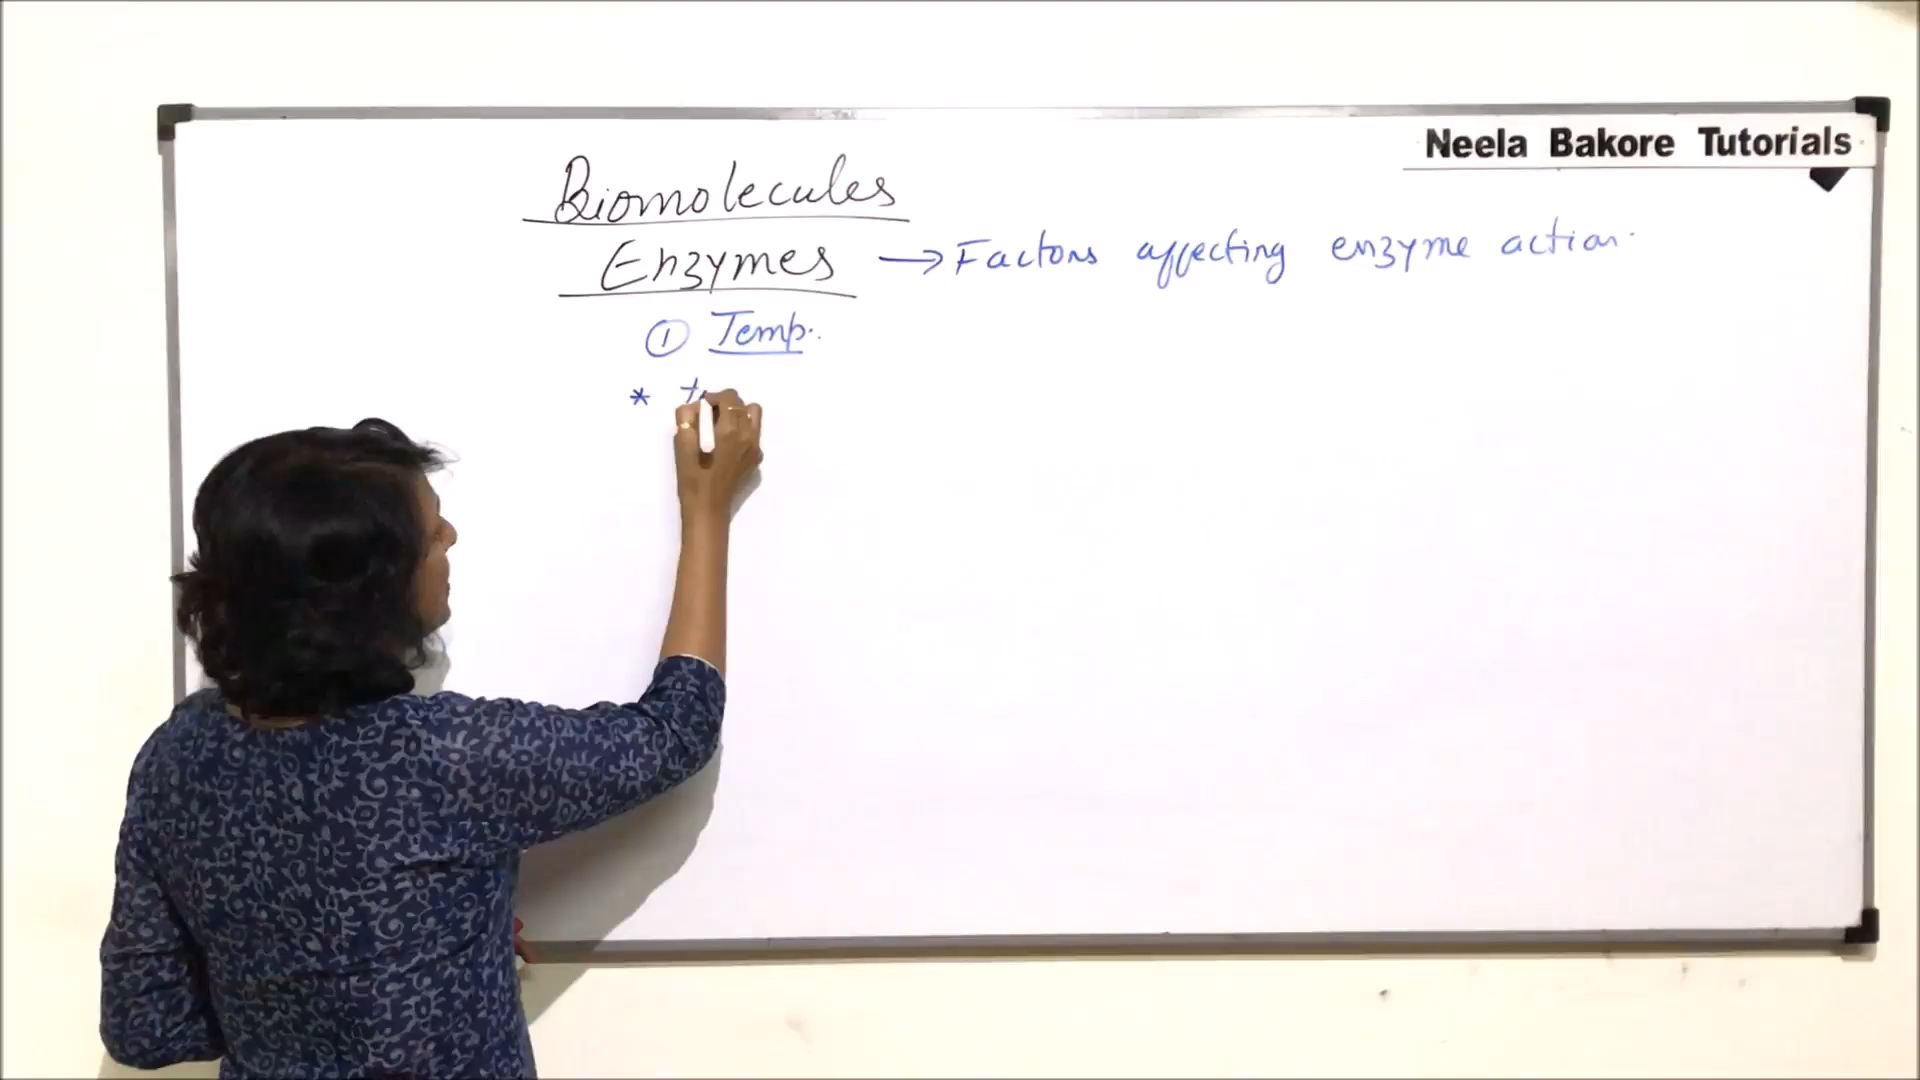 Neela Bakore Tutorials
Biomolecules
Enzymes → Factors affecting enzyme action.
① Temp.
*